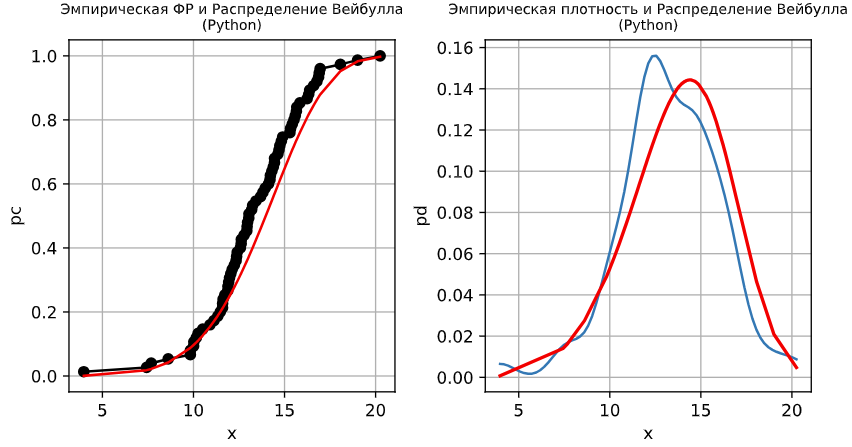 Эмпирическая ФР и Распределение Вейбулла
(Python)
1.0
0.8
0.6
0.4
0.2
0.0
pc
5 10 15 20
x
Эмпирическая плотность и Распределение Вейбулла
(Python)
0.16
0.14
0.12
0.10
0.08
0.06
0.04
0.02
0.00
pd
5 10 15 20
x